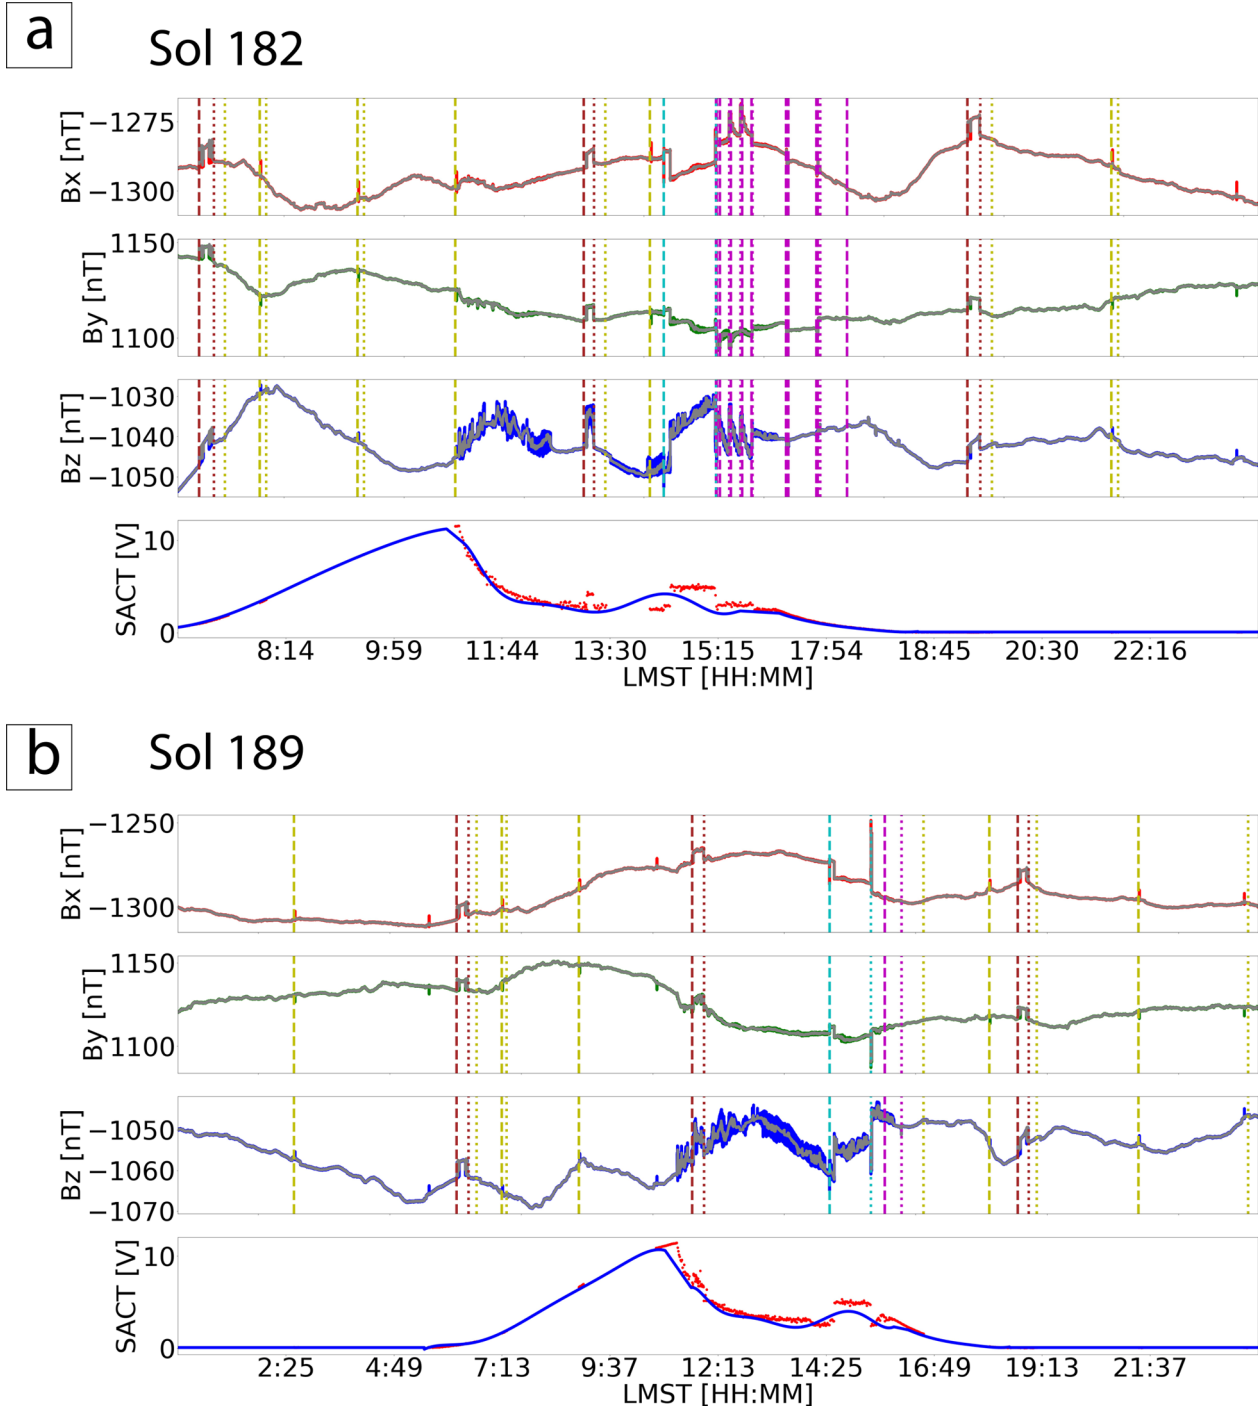 a
Sol 182
Bx [nT]
−1275
−1300
By [nT]
1150
1100
Bz [nT]
−1030
−1040
−1050
SACT [V]
10
0
8:14 9:59 11:44 13:30 15:15 17:54 18:45 20:30 22:16
LMST [HH:MM]
b
Sol 189
Bx [nT]
−1250
−1300
By [nT]
1150
1100
Bz [nT]
−1050
−1060
−1070
SACT [V]
10
0
2:25 4:49 7:13 9:37 12:13 14:25 16:49 19:13 21:37
LMST [HH:MM]